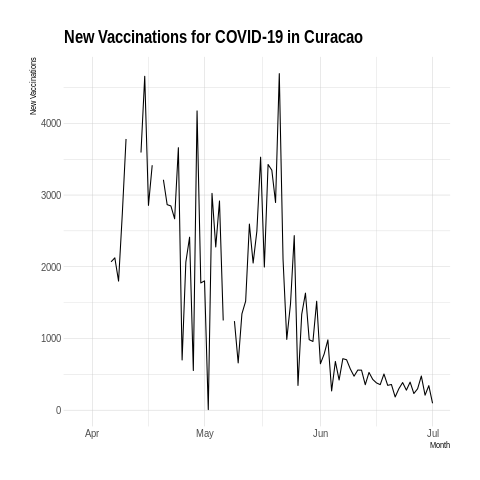 New Vaccinations for COVID-19 in Curacao
New Vaccinations
4000
3000
2000
1000
0
Apr
May
Jun
Jul
Month